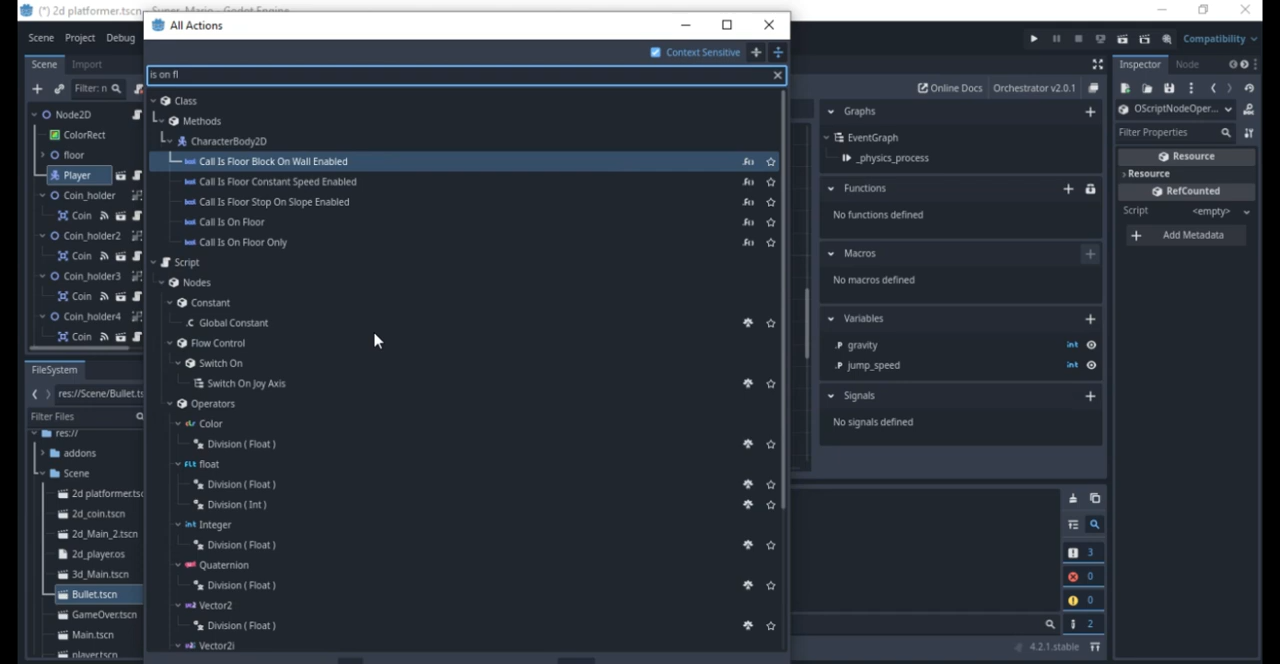 (*) 2d platformer.tscn
Godot Engine
All Actions
Scene Project Debug
Compatibility
Context Sensitive
is on fl
Scene Import
Filter: n
Node2D
ColorRect
floor
Player
Coin_holder
Coin
Coin_holder2
Coin
Coin_holder3
Coin
Coin_holder4
Coin
FileSystem
res://Scene/Bullet.ts
Filter Files
res://
addons
Scene
2d platformer.tsc
2d_coin.tscn
2d_Main_2.tscn
2d_player.os
3d_Main.tscn
Bullet.tscn
GameOver.tscn
Main.tscn
player.tscn
Class
Methods
CharacterBody2D
Call Is Floor Block On Wall Enabled
Call Is Floor Constant Speed Enabled
Call Is Floor Stop On Slope Enabled
Call Is On Floor
Call Is On Floor Only
Script
Nodes
Constant
Global Constant
Flow Control
Switch On
Switch On Joy Axis
Operators
Color
Division ( Float )
float
Division ( Float )
Division ( Int )
Integer
Division ( Float )
Quaternion
Division ( Float )
Vector2
Division ( Float )
Vector2i
Online Docs Orchestrator v2.0.1
Graphs
EventGraph
_physics_process
Functions
No functions defined
Macros
No macros defined
Variables
gravity int
jump_speed int
Signals
No signals defined
3
0
0
2
4.2.1.stable
Inspector Node
OScriptNodeOper...
Filter Properties
Resource
Resource
RefCounted
Script <empty>
Add Metadata